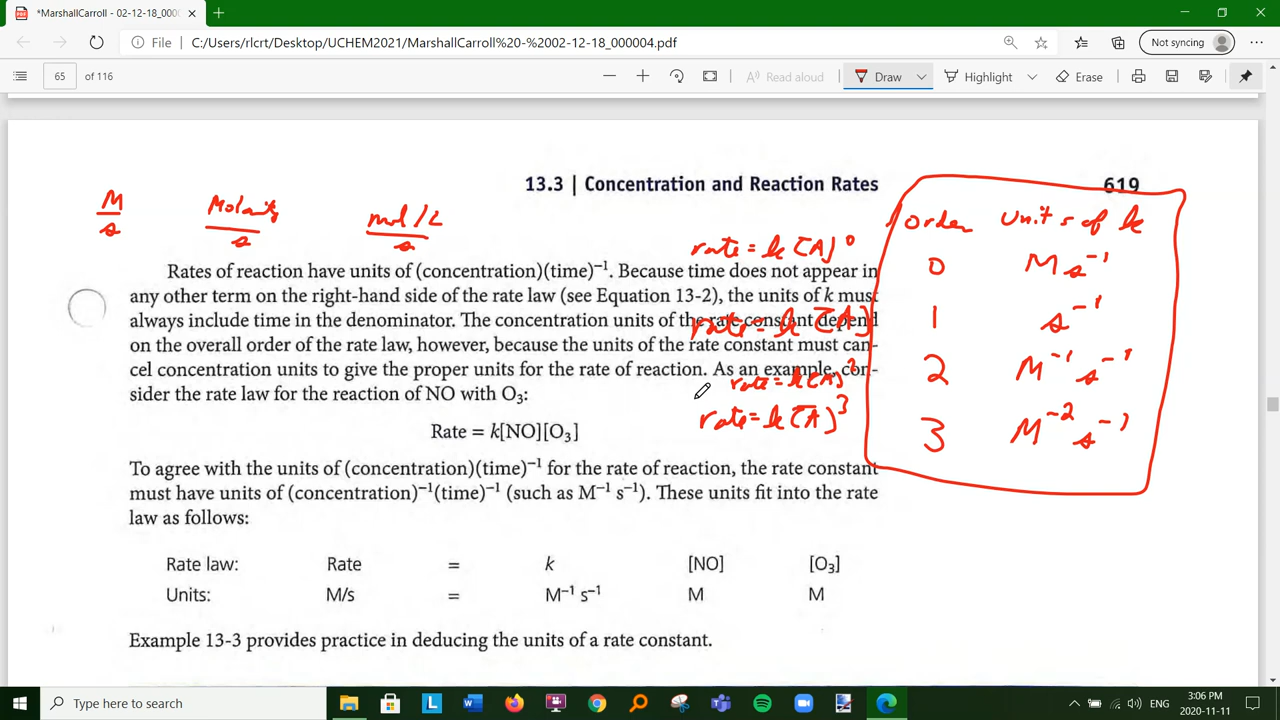 *MarshallCarroll - 02-12-18_000(
File
C:/Users/rlcrt/Desktop/UCHEM2021/MarshallCarroll%20-%2002-12-18_000004.pdf
Not syncing
65 of 116
Read aloud
Draw
Highlight
Erase
13.3 | Concentration and Reaction Rates 619
M/s Molarity/s mol/L/s
order Units of k
0 M s⁻¹
1 s⁻¹
2 M⁻¹ s⁻¹
3 M⁻² s⁻¹
rate = k [A]⁰
rate = k [A]
rate = k[A]²
rate = k [A]³
Rates of reaction have units of (concentration)(time)⁻¹. Because time does not appear in
any other term on the right-hand side of the rate law (see Equation 13-2), the units of k must
always include time in the denominator. The concentration units of the rate constant depend
on the overall order of the rate law, however, because the units of the rate constant must can-
cel concentration units to give the proper units for the rate of reaction. As an example, con-
sider the rate law for the reaction of NO with O₃:
Rate = k[NO][O₃]
To agree with the units of (concentration)(time)⁻¹ for the rate of reaction, the rate constant
must have units of (concentration)⁻¹(time)⁻¹ (such as M⁻¹ s⁻¹). These units fit into the rate
law as follows:
Rate law: Rate = k [NO] [O₃]
Units: M/s = M⁻¹ s⁻¹ M M
Example 13-3 provides practice in deducing the units of a rate constant.
Type here to search
ENG
3:06 PM
2020-11-11